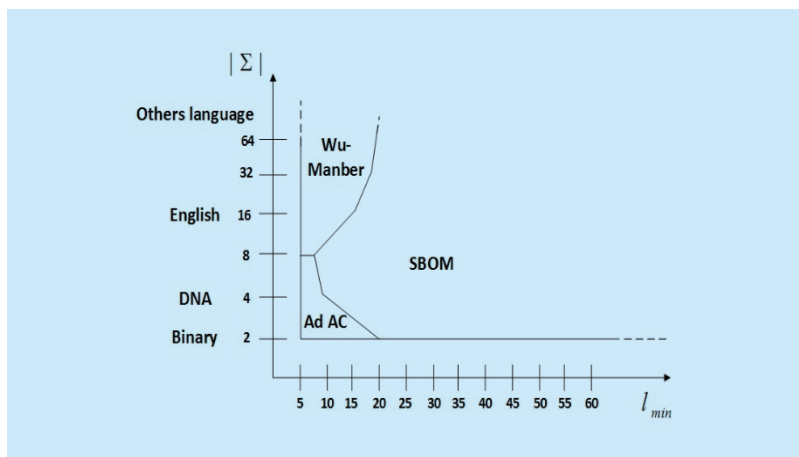 | Σ |
Others language
64
Wu-
Manber
32
English
16
8
SBOM
DNA
4
Ad AC
Binary
2
5 10 15 20 25 30 35 40 45 50 55 60
l min